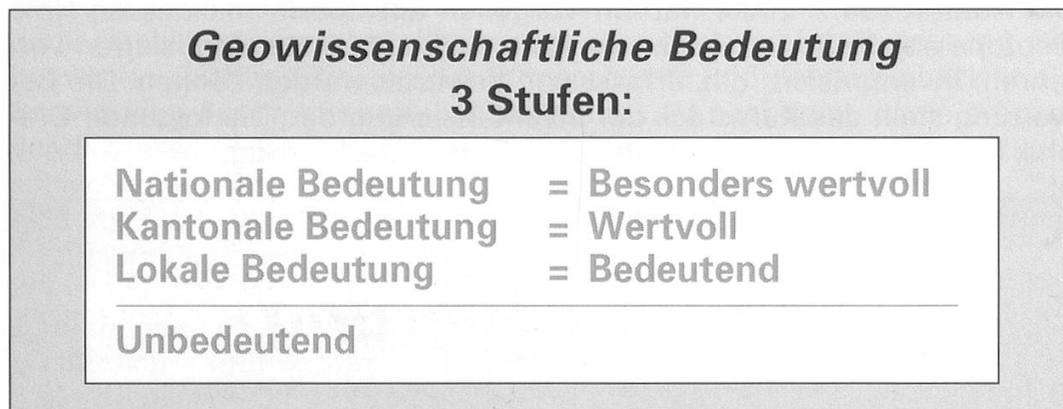 Geowissenschaftliche Bedeutung
3 Stufen:
Nationale Bedeutung = Besonders wertvoll
Kantonale Bedeutung = Wertvoll
Lokale Bedeutung = Bedeutend
Unbedeutend